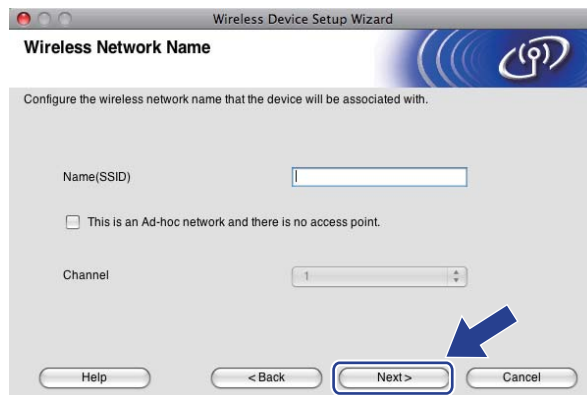 Wireless Device Setup Wizard
Wireless Network Name
Configure the wireless network name that the device will be associated with.
Name(SSID)
This is an Ad-hoc network and there is no access point.
Channel 1
Help < Back Next > Cancel